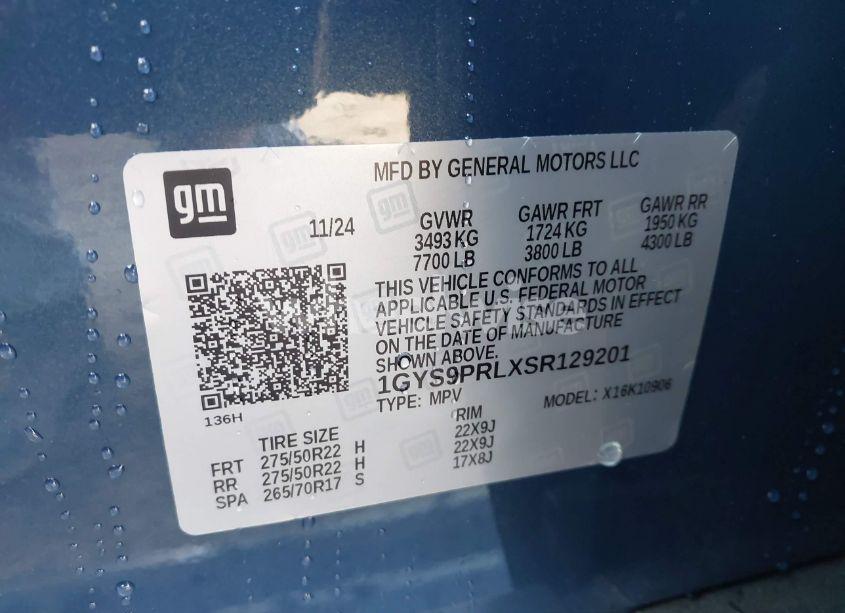 gm
MFD BY GENERAL MOTORS LLC
11/24
GVWR
3493 KG
7700 LB
GAWR FRT
1724 KG
3800 LB
GAWR RR
1950 KG
4300 LB
THIS VEHICLE CONFORMS TO ALL
APPLICABLE U.S. FEDERAL MOTOR
VEHICLE SAFETY STANDARDS IN EFFECT
ON THE DATE OF MANUFACTURE
SHOWN ABOVE.
1GYS9PRLXSR129201
TYPE: MPV MODEL: X16K10906
136H
TIRE SIZE RIM
FRT 275/50R22 H 22X9J
RR 275/50R22 H 22X9J
SPA 265/70R17 S 17X8J